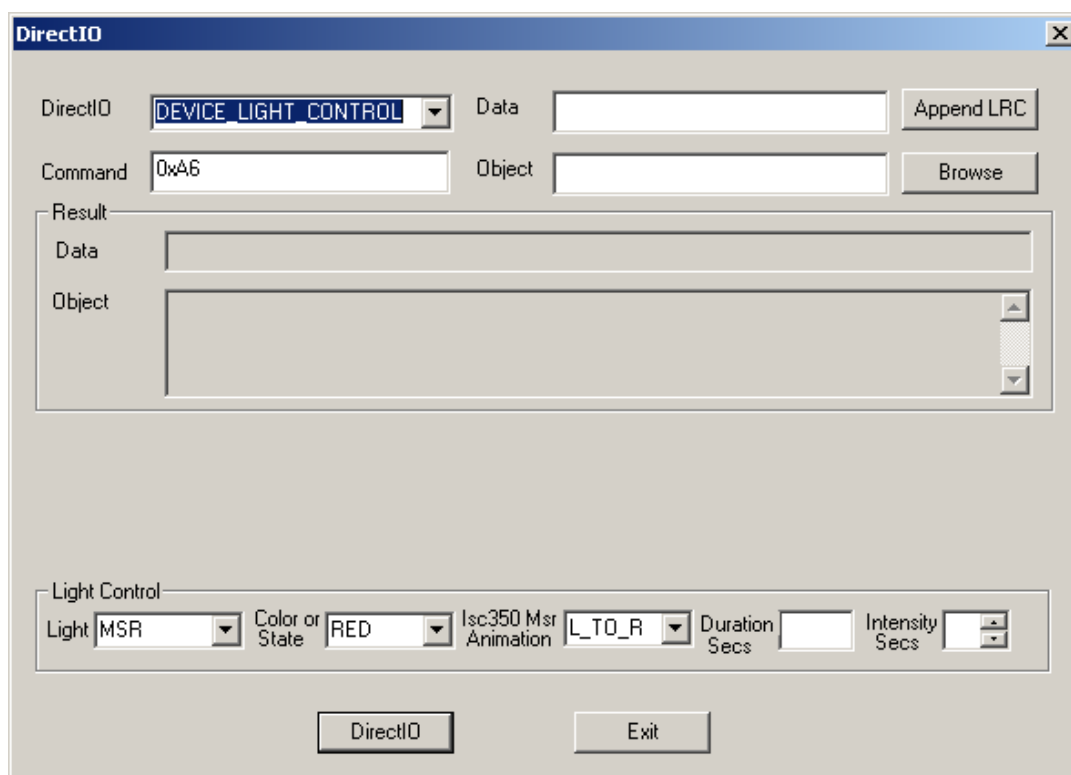 DirectIO
DirectIO DEVICE_LIGHT_CONTROL Data Append LRC
Command 0xA6 Object Browse
Result
Data
Object
Light Control
Light MSR Color or State RED Isc350 Msr Animation L_TO_R Duration Secs Intensity Secs
DirectIO Exit